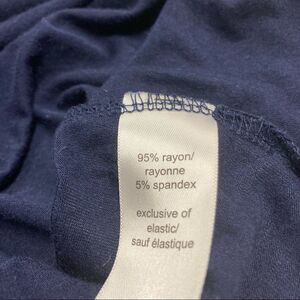 95% rayon/
rayonne
5% spandex
exclusive of
elastic/
sauf élastique